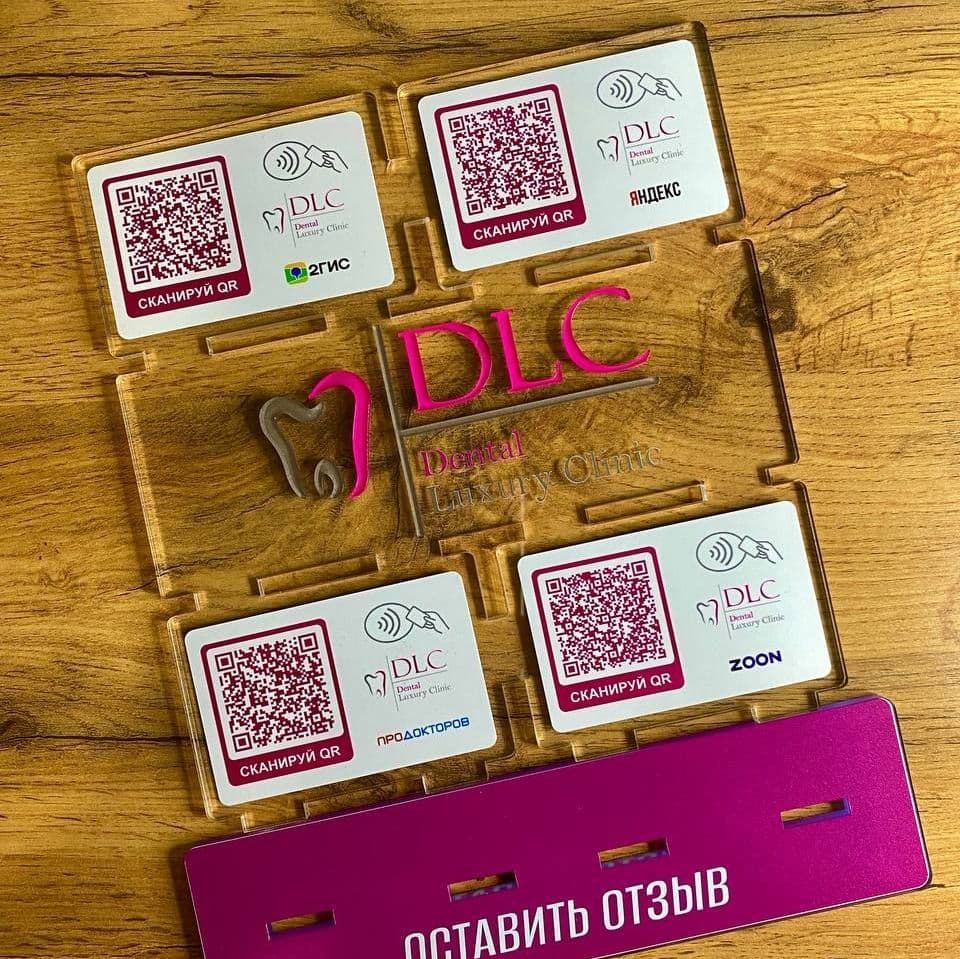 СКАНИРУЙ QR
DLC
Dental
Luxury Clinic
2ГИС
СКАНИРУЙ QR
DLC
Dental
Luxury Clinic
ЯНДЕКС
DLC
Dental
Luxury Clinic
СКАНИРУЙ QR
DLC
Dental
Luxury Clinic
ПРОДОКТОРОВ
СКАНИРУЙ QR
DLC
Dental
Luxury Clinic
ZOON
ОСТАВИТЬ ОТЗЫВ